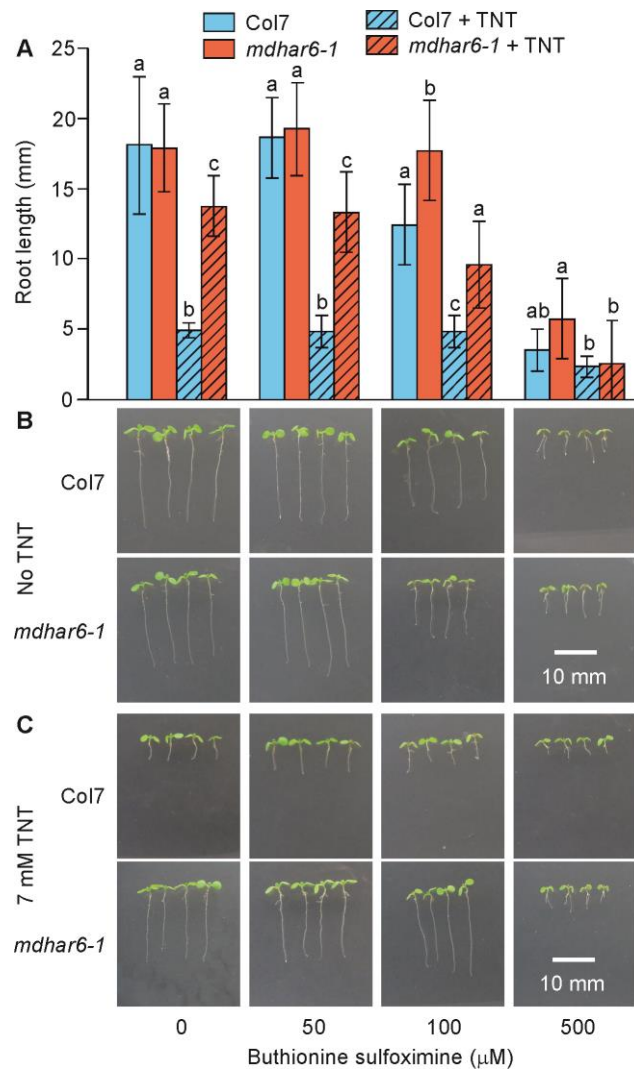 Col7
Col7 + TNT
mdhar6-1
mdhar6-1 + TNT
A
Root length (mm)
25
20
15
10
5
0
a
a
b
c
a
a
b
c
a
b
c
a
ab
a
b
b
B
No TNT
Col7
mdhar6-1
10 mm
C
7 mM TNT
Col7
mdhar6-1
10 mm
0
50
100
500
Buthionine sulfoximine (μM)